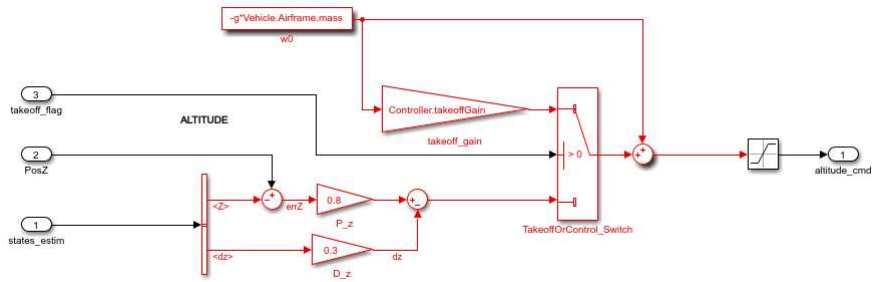 -g*Vehicle.Airframe.mass
w0
3
takeoff_flag
Controller.takeoffGain
takeoff_gain
ALTITUDE
2
PosZ
> 0
1
altitude_cmd
<Z>
errZ
0.8
P_z
1
states_estim
<dz>
0.3
D_z
dz
TakeoffOrControl_Switch